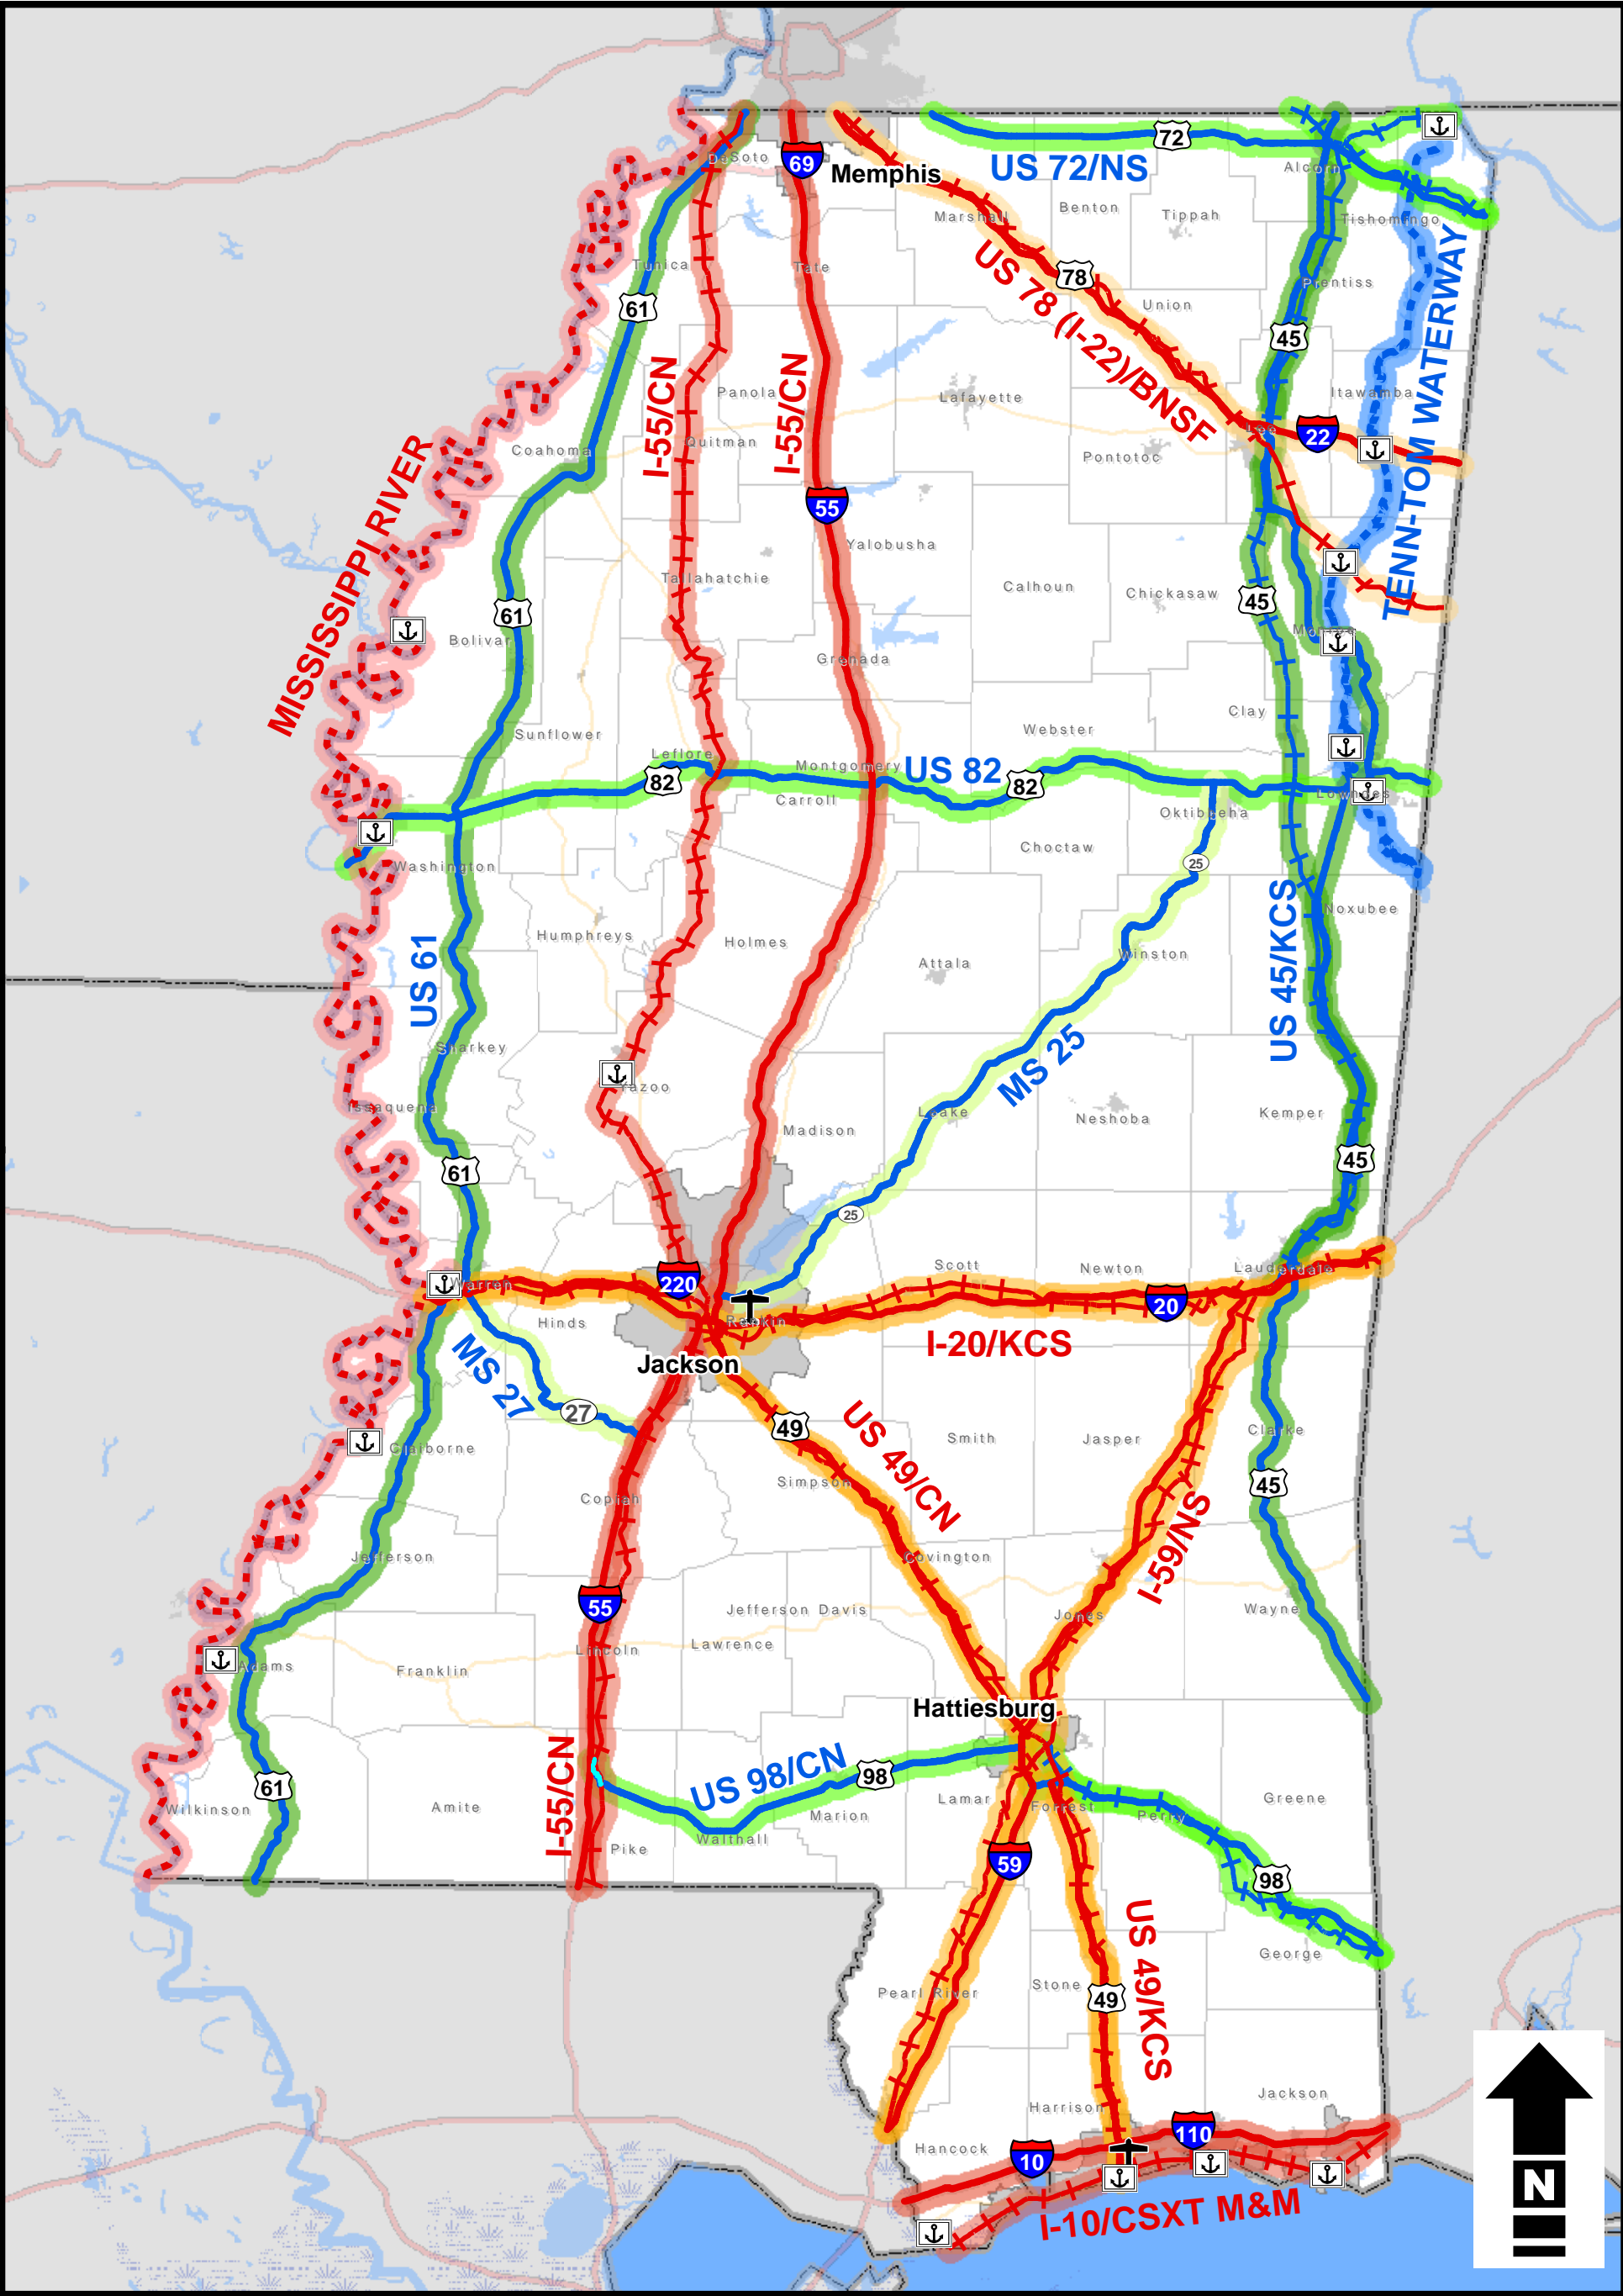 DeSoto
69
Memphis
72
US 72/NS
Alcorn
Tishomingo
Marshall
Benton
Tippah
Tunica
61
Tate
US 78 (I-22)/BNSF
78
Union
Prentiss
45
TENN-TOM WATERWAY
I-55/CN
I-55/CN
Panola
Lafayette
Itawamba
Lee
22
MISSISSIPPI RIVER
Coahoma
Quitman
Pontotoc
55
Yalobusha
Tallahatchie
Calhoun
Chickasaw
45
61
Bolivar
Monroe
Grenada
Clay
Sunflower
Webster
Leflore
82
Montgomery
US 82
82
Carroll
Lowndes
Oktibbeha
Choctaw
25
Washington
US 61
Humphreys
Holmes
Attala
Winston
US 45/KCS
Noxubee
Sharkey
MS 25
Yazoo
Issaquena
Leake
Neshoba
Kemper
Madison
61
45
25
Warren
220
Scott
Newton
Lauderdale
20
Hinds
Rankin
I-20/KCS
Jackson
MS 27
27
49
US 49/CN
Claiborne
Smith
Jasper
Clarke
45
Simpson
Copiah
I-59/NS
Jefferson
Covington
55
Jefferson Davis
Jones
Wayne
Lawrence
Lincoln
Adams
Franklin
Hattiesburg
I-55/CN
US 98/CN
98
61
Wilkinson
Amite
Marion
Lamar
Forrest
Perry
Greene
Walthall
Pike
59
98
US 49/KCS
George
Stone
Pearl River
49
Jackson
Harrison
110
Hancock
10
I-10/CSXT M&M
N